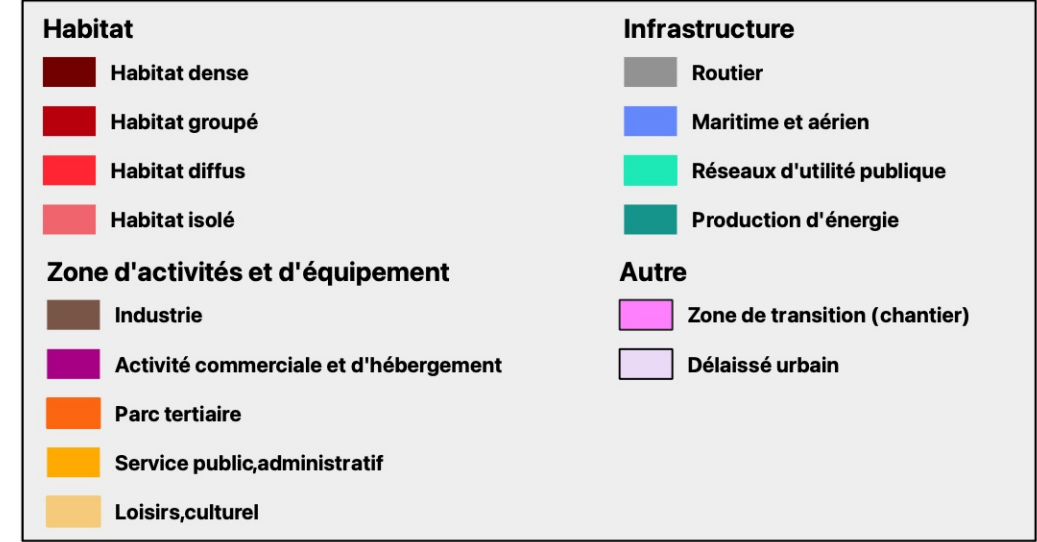 Habitat
Habitat dense
Habitat groupé
Habitat diffus
Habitat isolé
Zone d'activités et d'équipement
Industrie
Activité commerciale et d'hébergement
Parc tertiaire
Service public,administratif
Loisirs,culturel
Infrastructure
Routier
Maritime et aérien
Réseaux d'utilité publique
Production d'énergie
Autre
Zone de transition (chantier)
Délaissé urbain